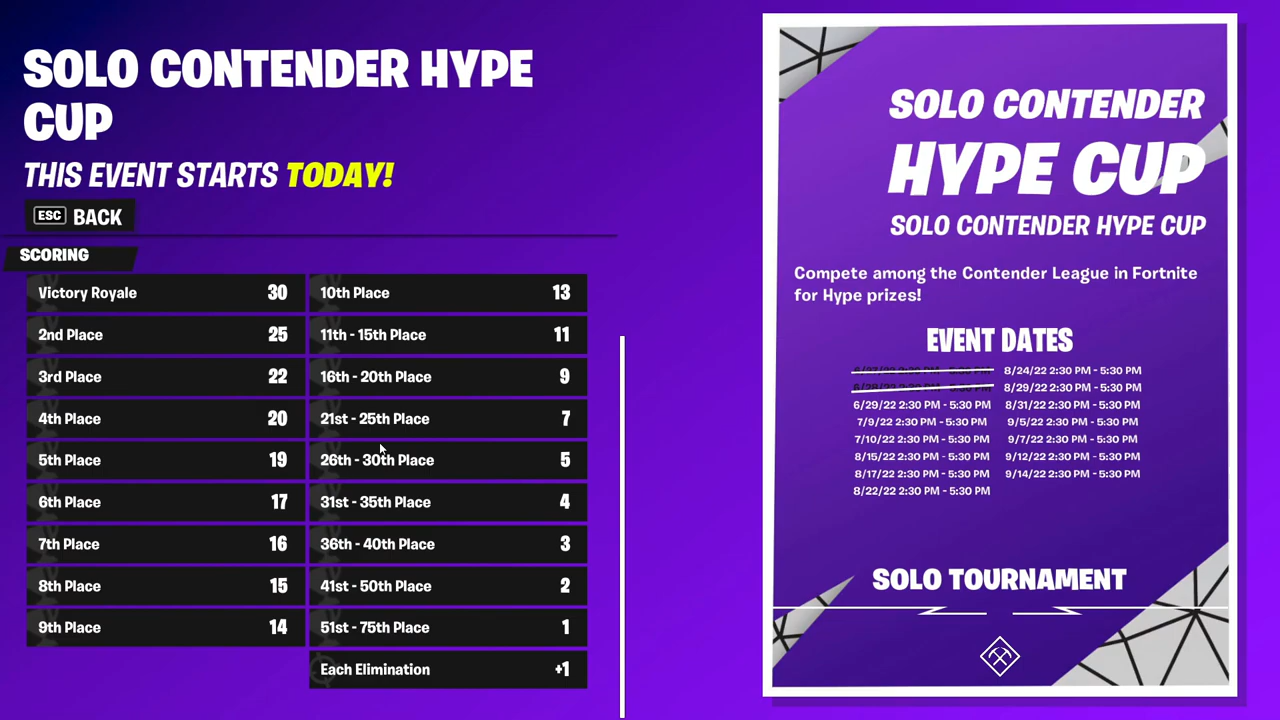 SOLO CONTENDER HYPE
CUP
THIS EVENT STARTS TODAY!
ESC BACK
SCORING
Victory Royale 30
2nd Place 25
3rd Place 22
4th Place 20
5th Place 19
6th Place 17
7th Place 16
8th Place 15
9th Place 14
10th Place 13
11th - 15th Place 11
16th - 20th Place 9
21st - 25th Place 7
26th - 30th Place 5
31st - 35th Place 4
36th - 40th Place 3
41st - 50th Place 2
51st - 75th Place 1
Each Elimination +1
SOLO CONTENDER
HYPE CUP
SOLO CONTENDER HYPE CUP
Compete among the Contender League in Fortnite
for Hype prizes!
EVENT DATES
6/29/22 2:30 PM - 5:30 PM
7/9/22 2:30 PM - 5:30 PM
7/10/22 2:30 PM - 5:30 PM
8/15/22 2:30 PM - 5:30 PM
8/17/22 2:30 PM - 5:30 PM
8/22/22 2:30 PM - 5:30 PM
8/24/22 2:30 PM - 5:30 PM
8/29/22 2:30 PM - 5:30 PM
8/31/22 2:30 PM - 5:30 PM
9/5/22 2:30 PM - 5:30 PM
9/7/22 2:30 PM - 5:30 PM
9/12/22 2:30 PM - 5:30 PM
9/14/22 2:30 PM - 5:30 PM
SOLO TOURNAMENT